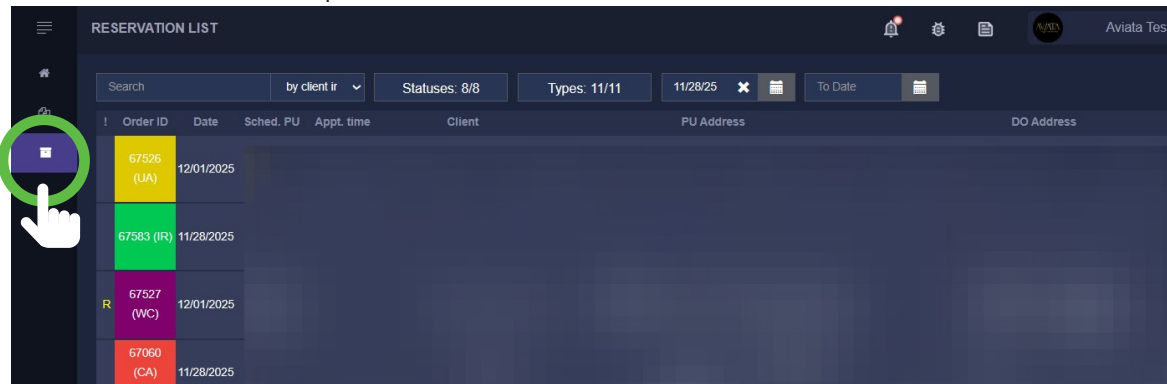 RESERVATION LIST
Aviata Tes
Search
by client ir
Statuses: 8/8
Types: 11/11
11/28/25
To Date
! Order ID Date Sched. PU Appt. time Client PU Address DO Address
67526
(UA)
12/01/2025
67583 (IR) 11/28/2025
R
67527
(WC)
12/01/2025
67060
(CA)
11/28/2025